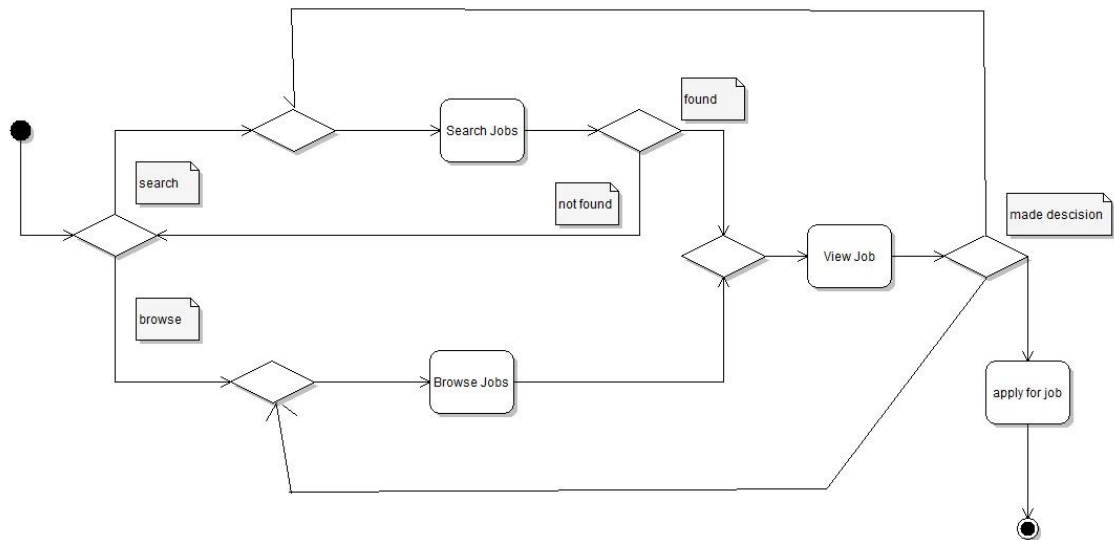 found
Search Jobs
search
not found
made descision
View Job
browse
Browse Jobs
apply for job